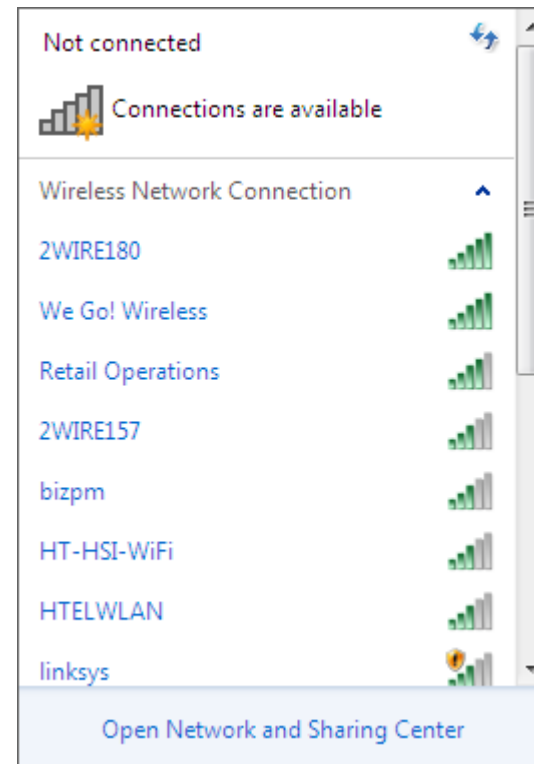 Not connected
Connections are available
Wireless Network Connection
2WIRE180
We Go! Wireless
Retail Operations
2WIRE157
bizpm
HT-HSI-WiFi
HTELWLAN
linksys
Open Network and Sharing Center